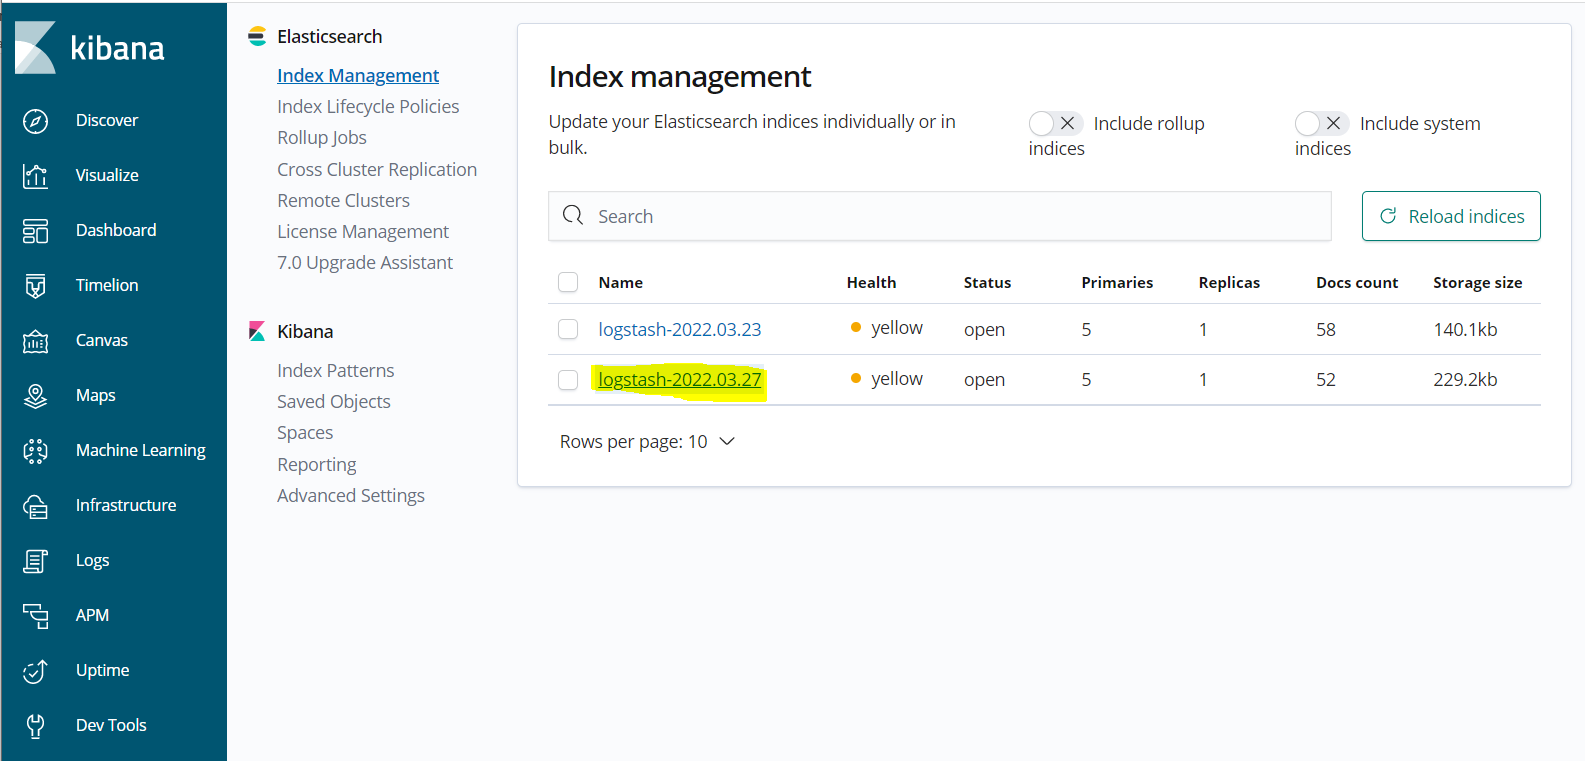 kibana
Discover
Visualize
Dashboard
Timelion
Canvas
Maps
Machine Learning
Infrastructure
Logs
APM
Uptime
Dev Tools
Elasticsearch
Index Management
Index Lifecycle Policies
Rollup Jobs
Cross Cluster Replication
Remote Clusters
License Management
7.0 Upgrade Assistant
Kibana
Index Patterns
Saved Objects
Spaces
Reporting
Advanced Settings
Index management
Update your Elasticsearch indices individually or in
bulk.
Include rollup
indices
Include system
indices
Search
Reload indices
Name Health Status Primaries Replicas Docs count Storage size
logstash-2022.03.23 yellow open 5 1 58 140.1kb
logstash-2022.03.27 yellow open 5 1 52 229.2kb
Rows per page: 10